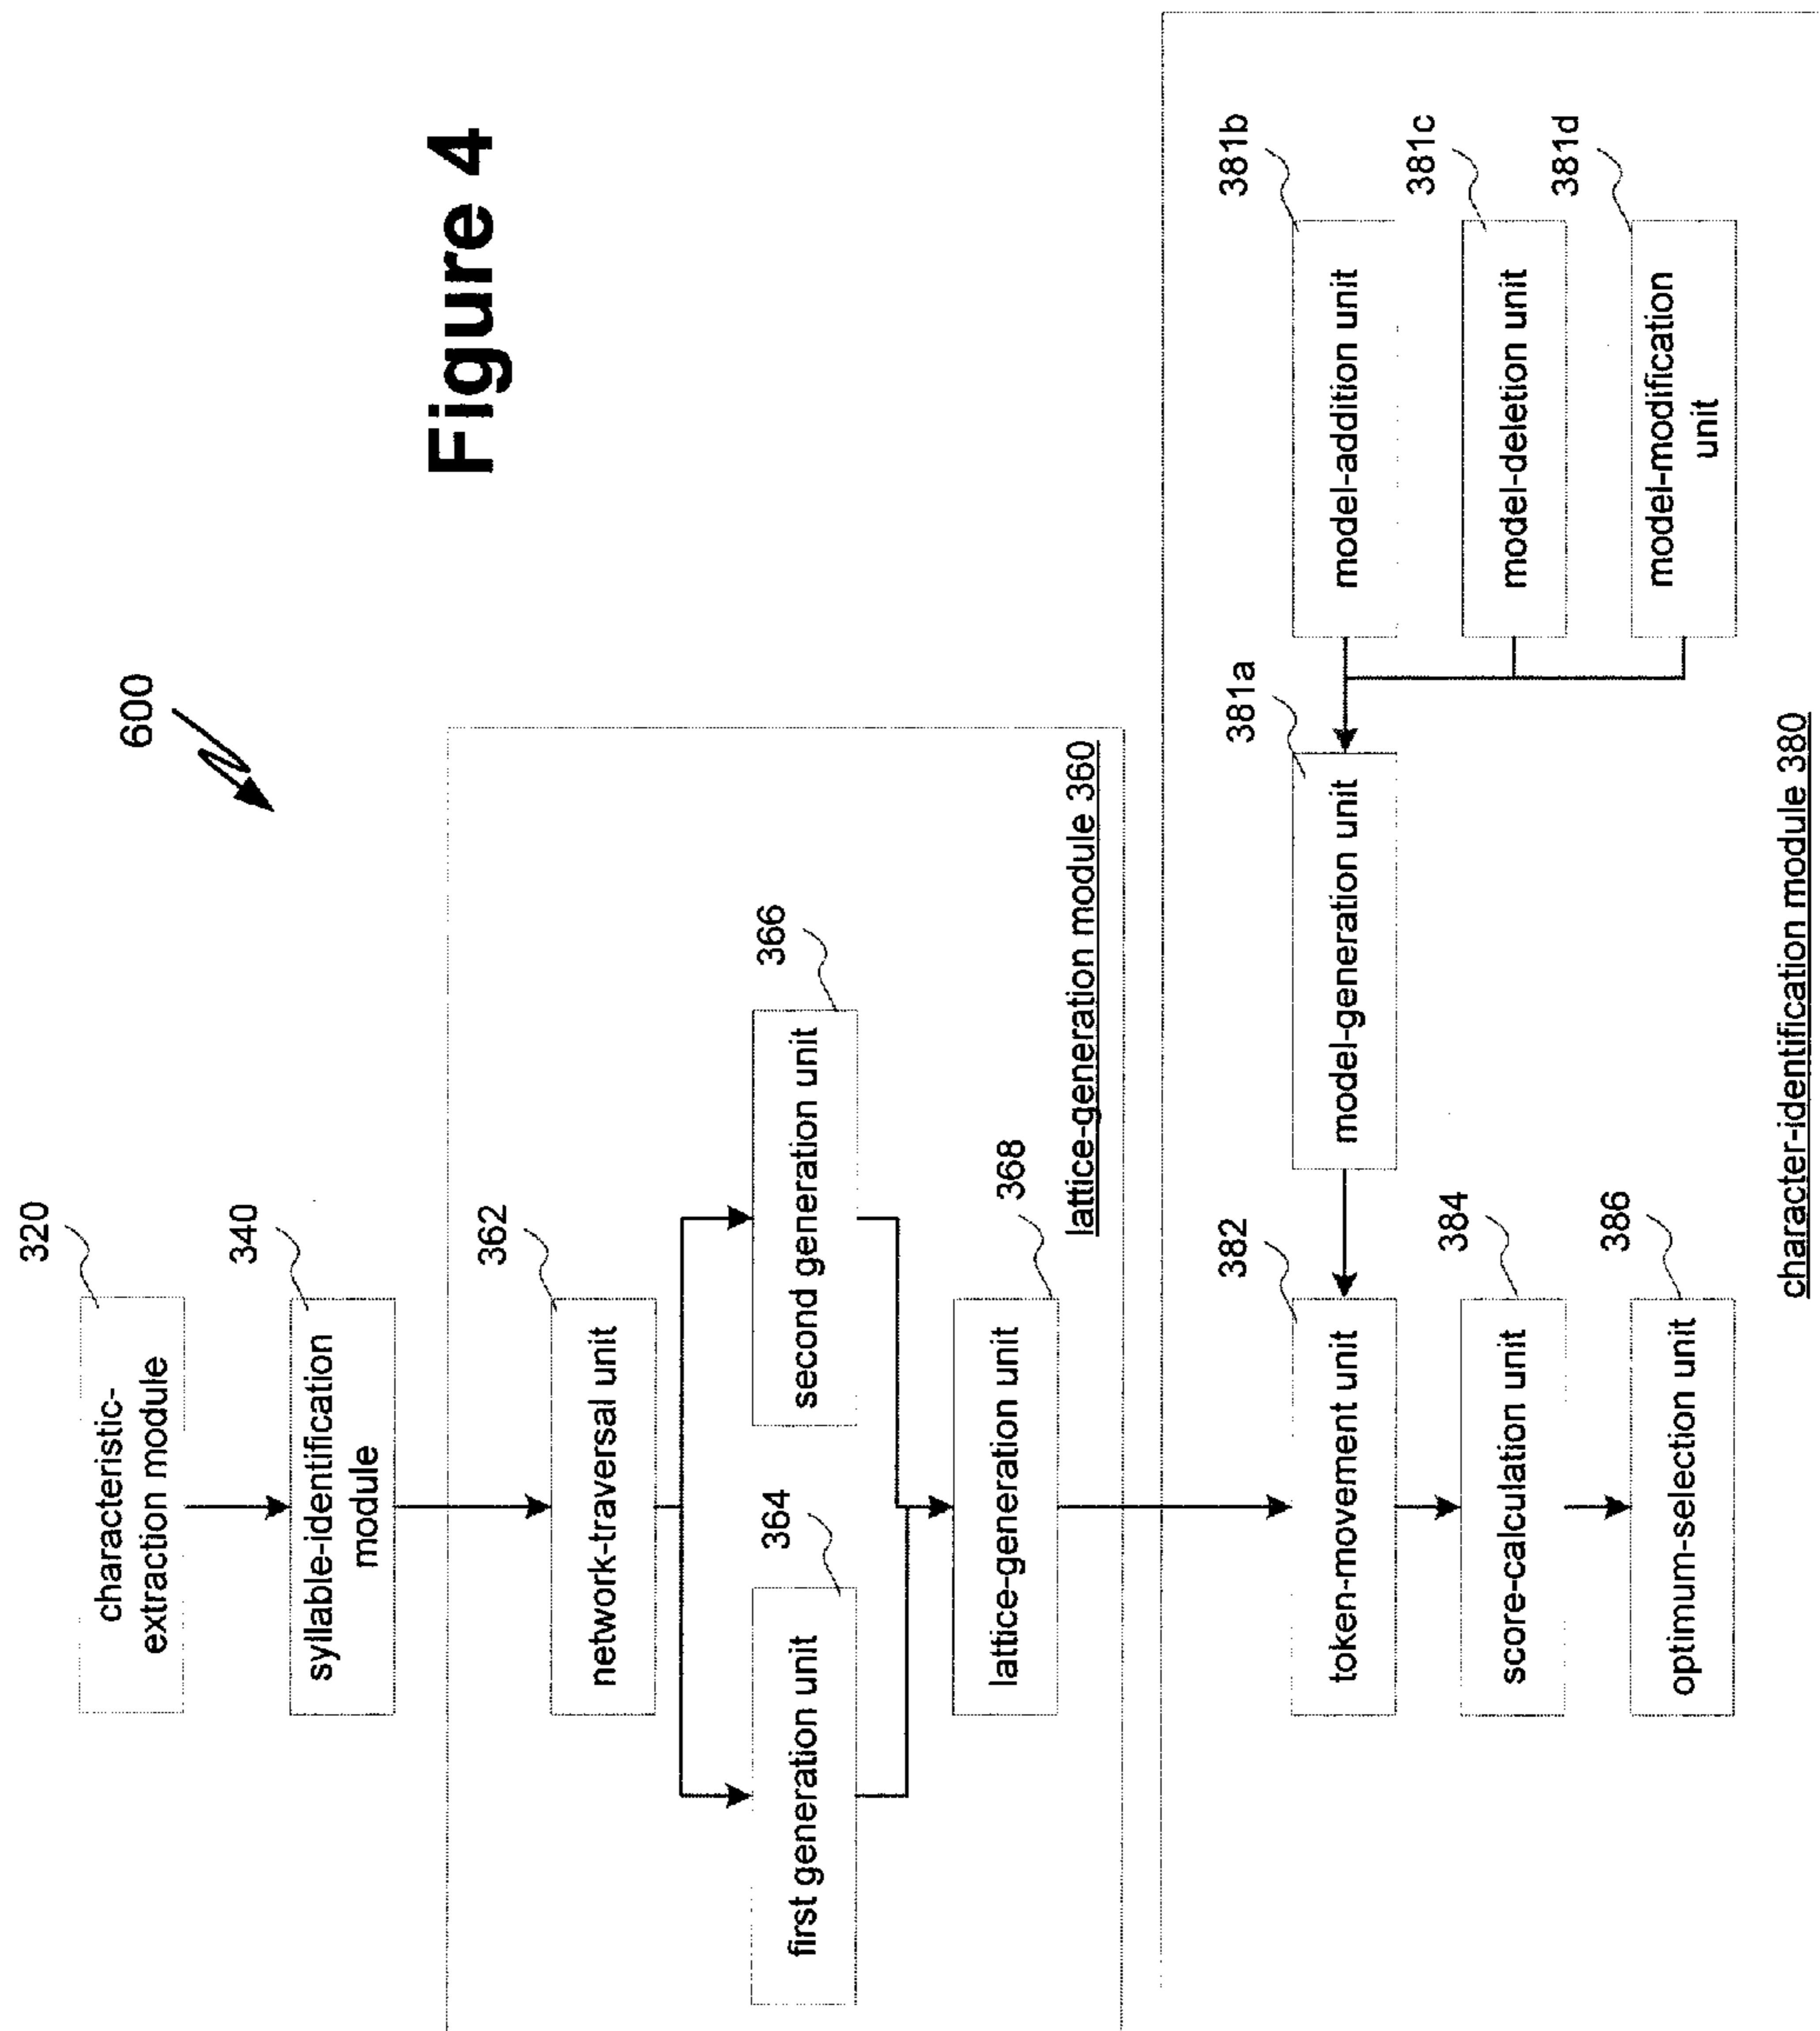 600
320
characteristic-
extraction module
340
syllable-identification
module
362
network-traversal unit
364
first generation unit
366
second generation unit
368
lattice-generation unit
lattice-generation module 360
382
token-movement unit
381a
model-generation unit
381b
model-addition unit
384
score-calculation unit
381c
model-deletion unit
386
optimum-selection unit
381d
model-modification
unit
character-identification module 380
Figure 4